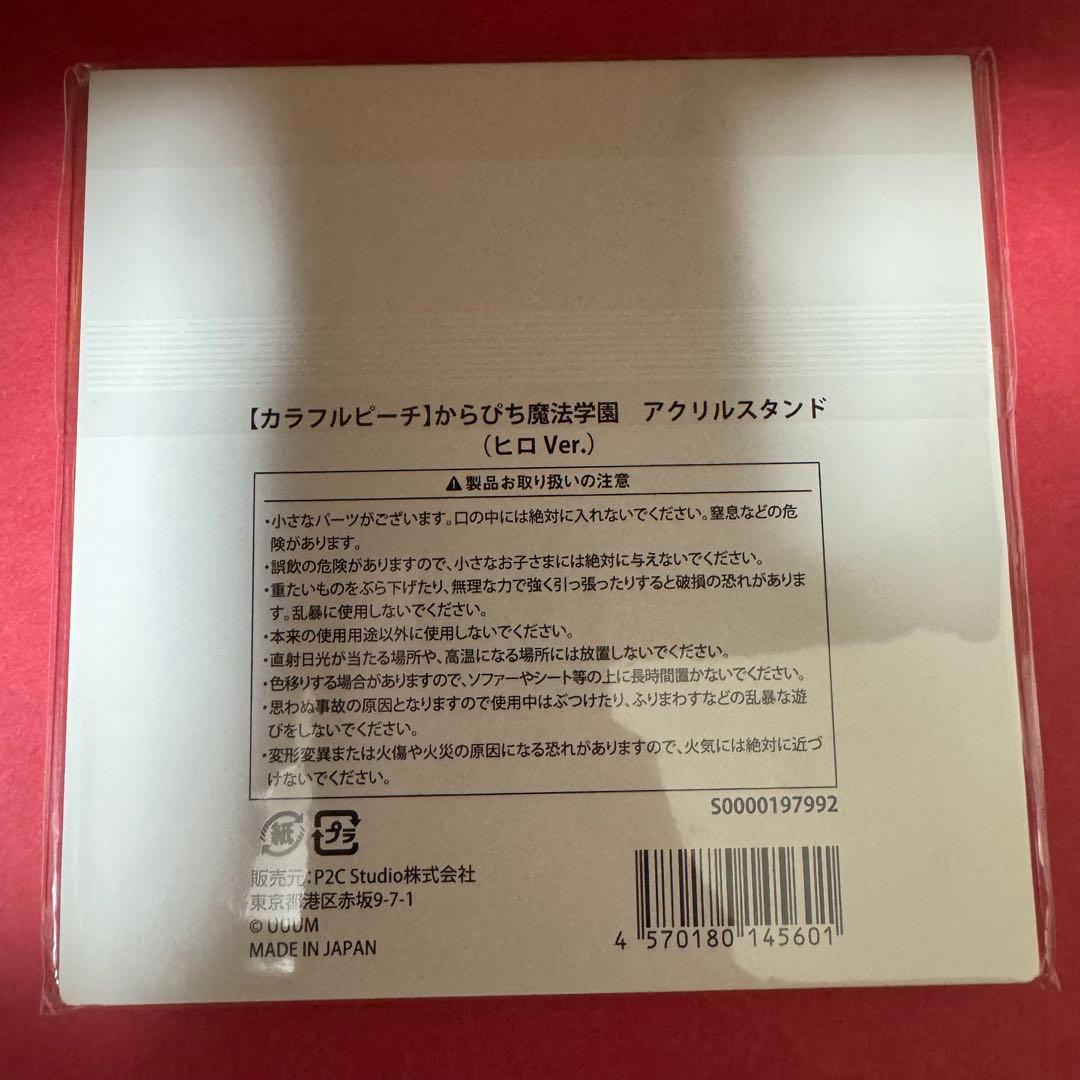 【カラフルピーチ】からぴち魔法学園　アクリルスタンド
（ヒロ Ver.）
⚠製品お取り扱いの注意
・小さなパーツがございます。口の中には絶対に入れないでください。窒息などの危
険があります。
・誤飲の危険がありますので、小さなお子さまには絶対に与えないでください。
・重たいものをぶら下げたり、無理な力で強く引っ張ったりすると破損の恐れがありま
す。乱暴に使用しないでください。
・本来の使用用途以外に使用しないでください。
・直射日光が当たる場所や、高温になる場所には放置しないでください。
・色移りする場合がありますので、ソファーやシート等の上に長時間置かないでください。
・思わぬ事故の原因となりますので使用中はぶつけたり、ふりまわすなどの乱暴な遊
びをしないでください。
・変形変異または火傷や火災の原因になる恐れがありますので、火気には絶対に近づ
けないでください。
S0000197992
紙 プラ
販売元：P2C Studio株式会社
東京都港区赤坂9-7-1
© UUUM
MADE IN JAPAN
4 570180 145601